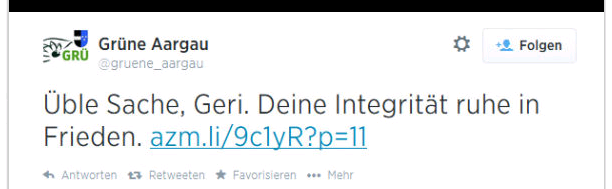 GRÜ
Grüne Aargau
@gruene_aargau
Folgen
Üble Sache, Geri. Deine Integrität ruhe in
Frieden. azm.li/9c1yR?p=11
Antworten Retweeten Favorisieren Mehr